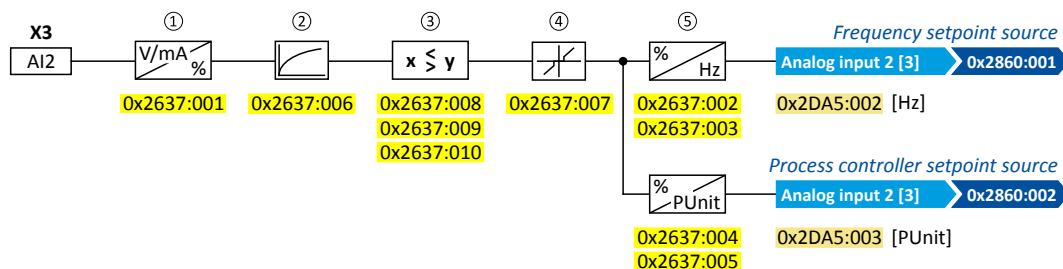 ① ② ③ ④ ⑤
X3
Frequency setpoint source
AI2
V/mA
%
x ≤ > y
%
Hz
Analog input 2 [3]
0x2860:001
0x2637:001
0x2637:006
0x2637:008
0x2637:009
0x2637:010
0x2637:007
0x2637:002
0x2637:003
0x2DA5:002 [Hz]
Process controller setpoint source
%
PUnit
Analog input 2 [3]
0x2860:002
0x2637:004
0x2637:005
0x2DA5:003 [PUnit]